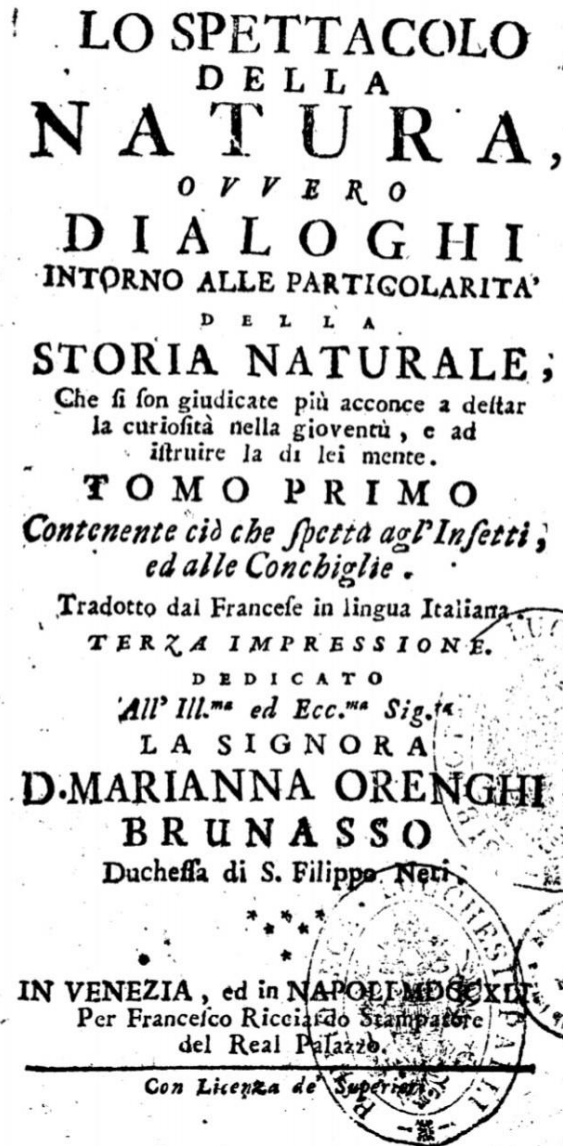 LO SPETTACOLO
DELLA
NATURA,
OVVERO
DIALOGHI
INTORNO ALLE PARTICOLARITA'
DELLA
STORIA NATURALE,
Che ſi ſon giudicate più acconce a deſtar
la curioſità nella gioventù, e ad
iſtruire la di lei mente.
TOMO PRIMO
Contenente ciò che ſpetta agl'Inſetti,
ed alle Conchiglie.
Tradotto dal Franceſe in lingua Italiana.
TERZA IMPRESSIONE.
DEDICATO
All' Ill.ma ed Ecc.ma Sig.ra
LA SIGNORA
D. MARIANNA ORENGHI
BRUNASSO
Ducheſſa di S. Filippo Neri.
IN VENEZIA, ed in NAPOLI MDCCXLI.
Per Franceſco Ricciardo Stampatore
del Real Palazzo.
Con Licenza de' Superiori